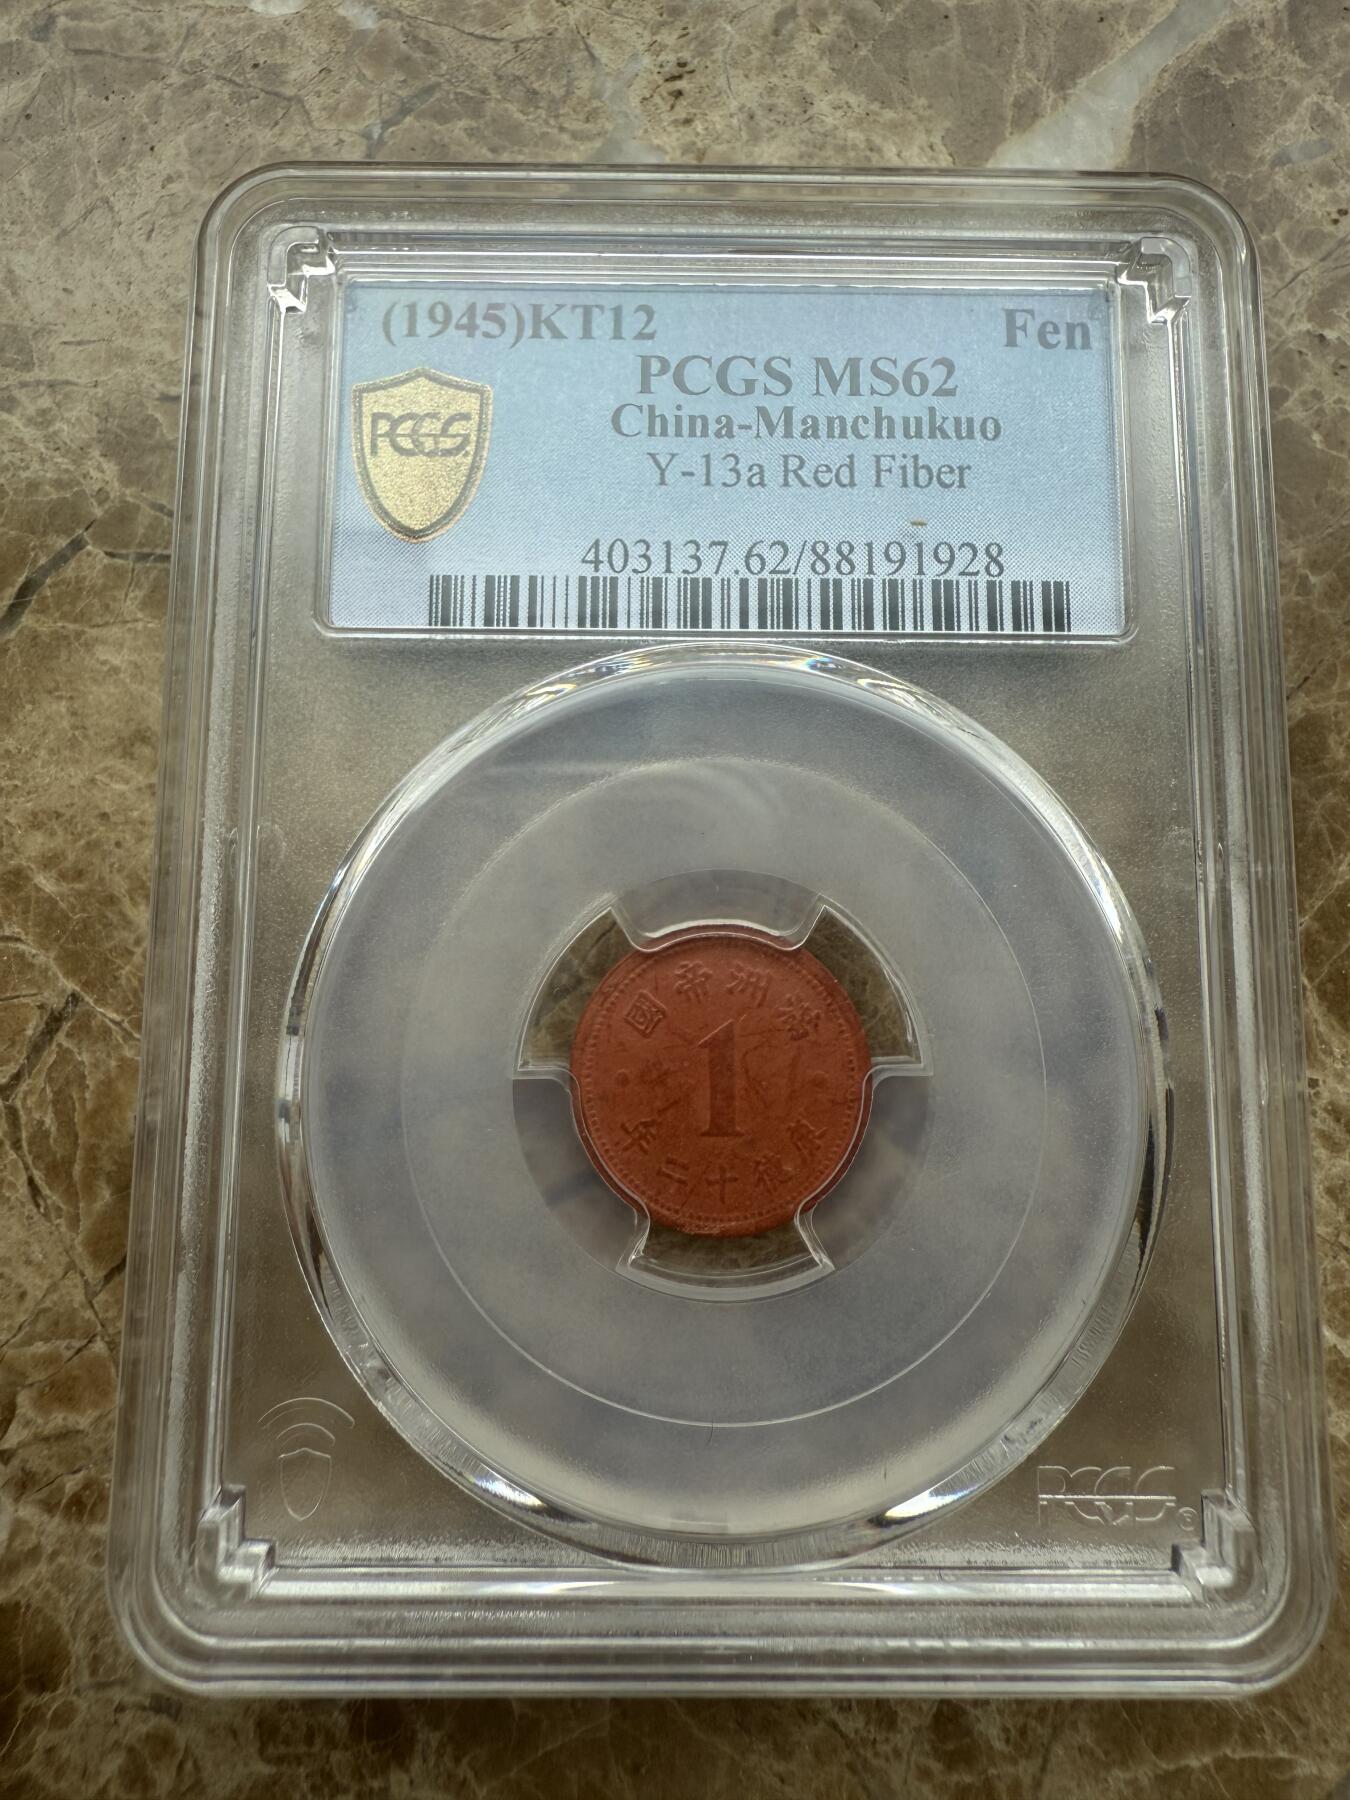 (1945)KT12 Fen
PCGS MS62
China-Manchukuo
PCGS
Y-13a Red Fiber
403137.62/88191928
國帝洲滿
1
年二十德康
PCGS